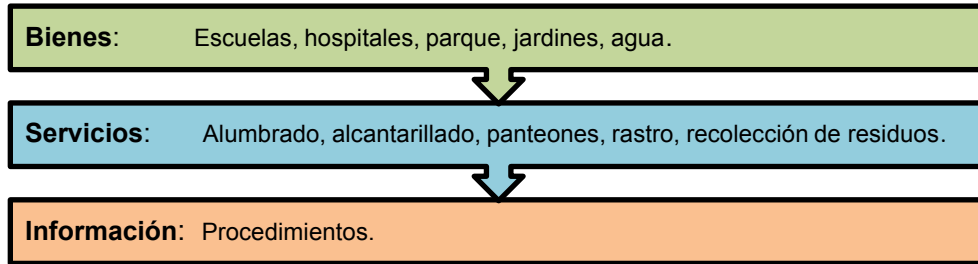 Bienes: Escuelas, hospitales, parque, jardines, agua.
Servicios: Alumbrado, alcantarillado, panteones, rastro, recolección de residuos.
Información: Procedimientos.